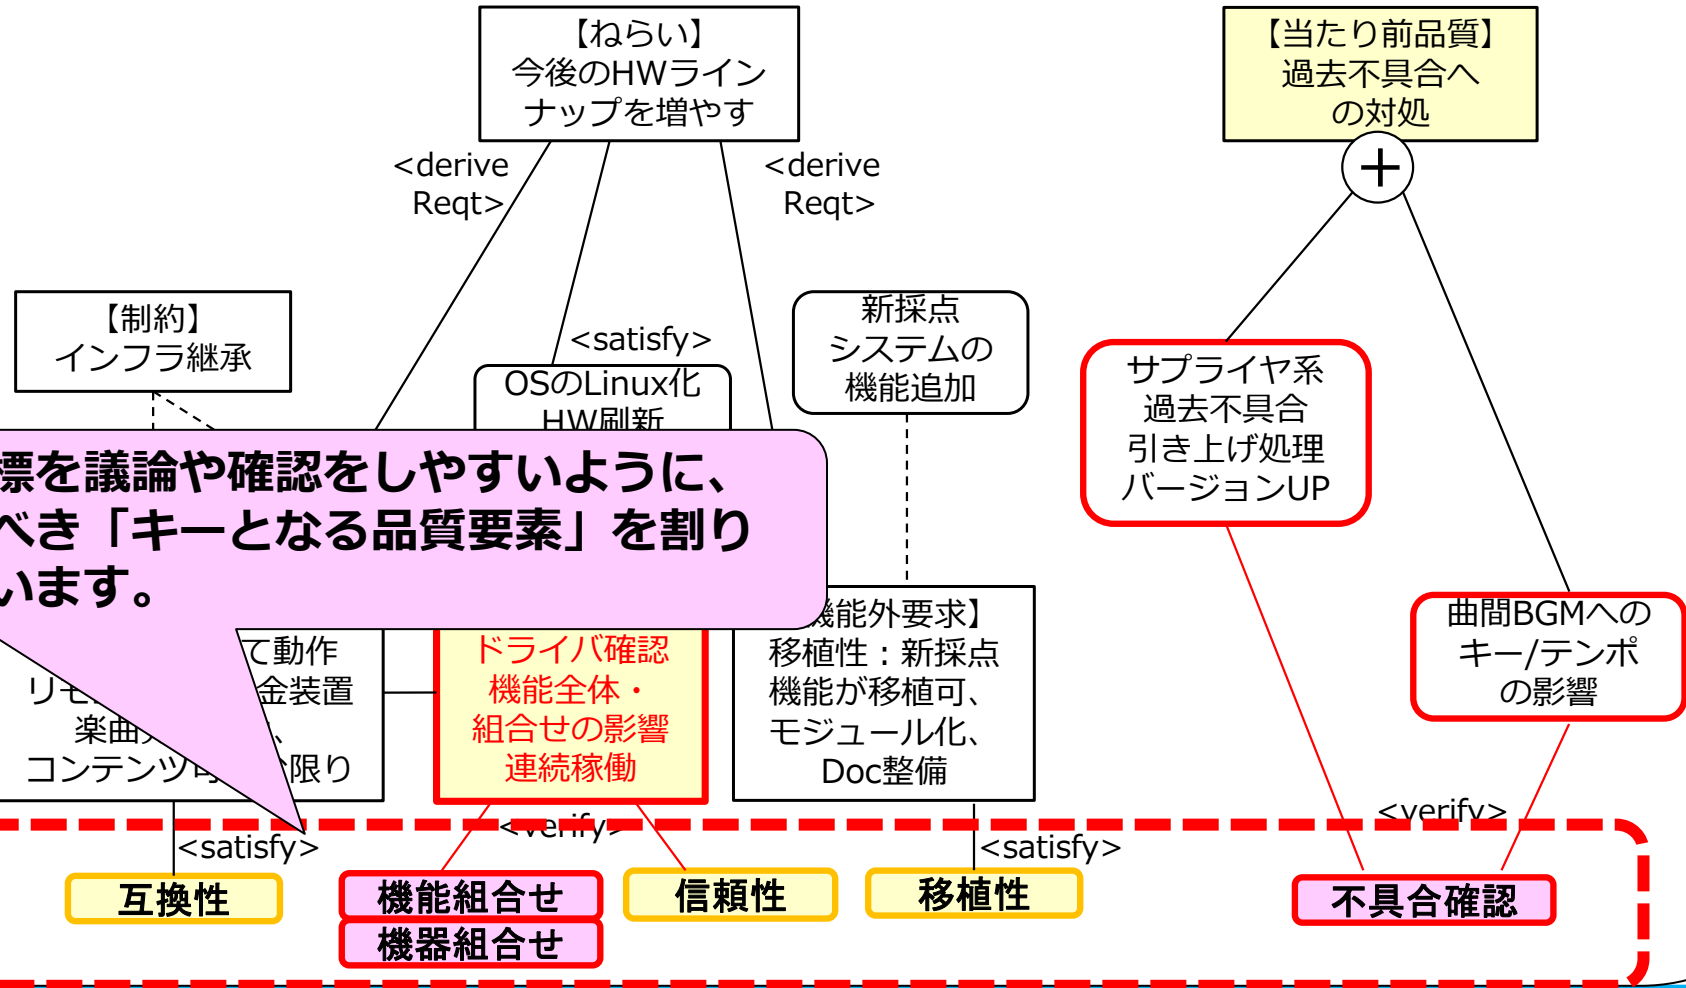 【ねらい】
今後のHWライン
ナップを増やす
【当たり前品質】
過去不具合へ
の対処
+
<derive
Reqt>
<derive
Reqt>
【制約】
インフラ継承
<satisfy>
OSのLinux化
HW刷新
新採点
システムの
機能追加
サプライヤ系
過去不具合
引き上げ処理
バージョンUP
標を議論や確認をしやすいように、
べき「キーとなる品質要素」を割り
います。
て動作
リモ
金装置
楽曲
コンテンツ
限り
ドライバ確認
機能全体・
組合せの影響
連続稼働
機能外要求】
移植性：新採点
機能が移植可、
モジュール化、
Doc整備
曲間BGMへの
キー/テンポ
の影響
<satisfy>
<verify>
<satisfy>
<verify>
互換性
機能組合せ
機器組合せ
信頼性
移植性
不具合確認